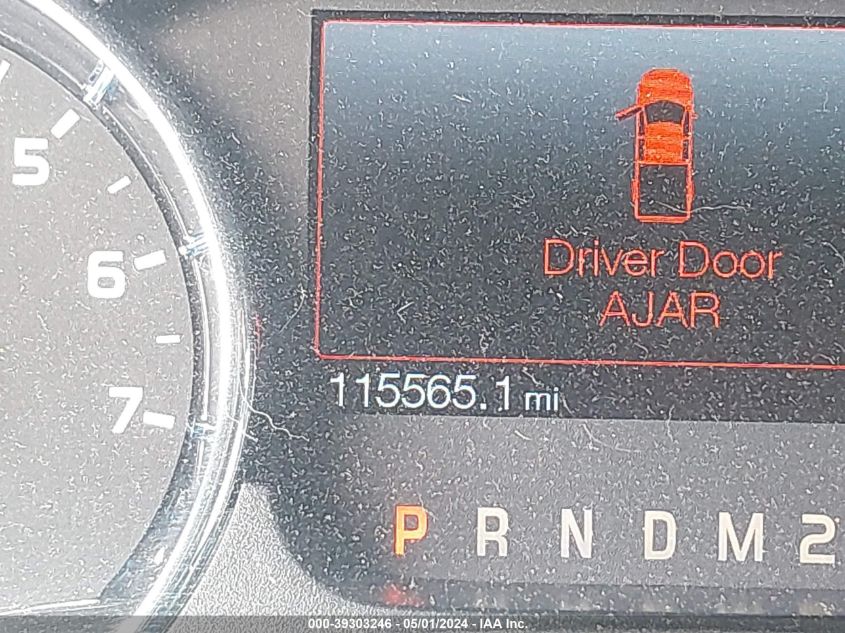 5
6
7
Driver Door
AJAR
115565.1 mi
P R N D M 2
000-39303246 - 05/01/2024 - IAA Inc.